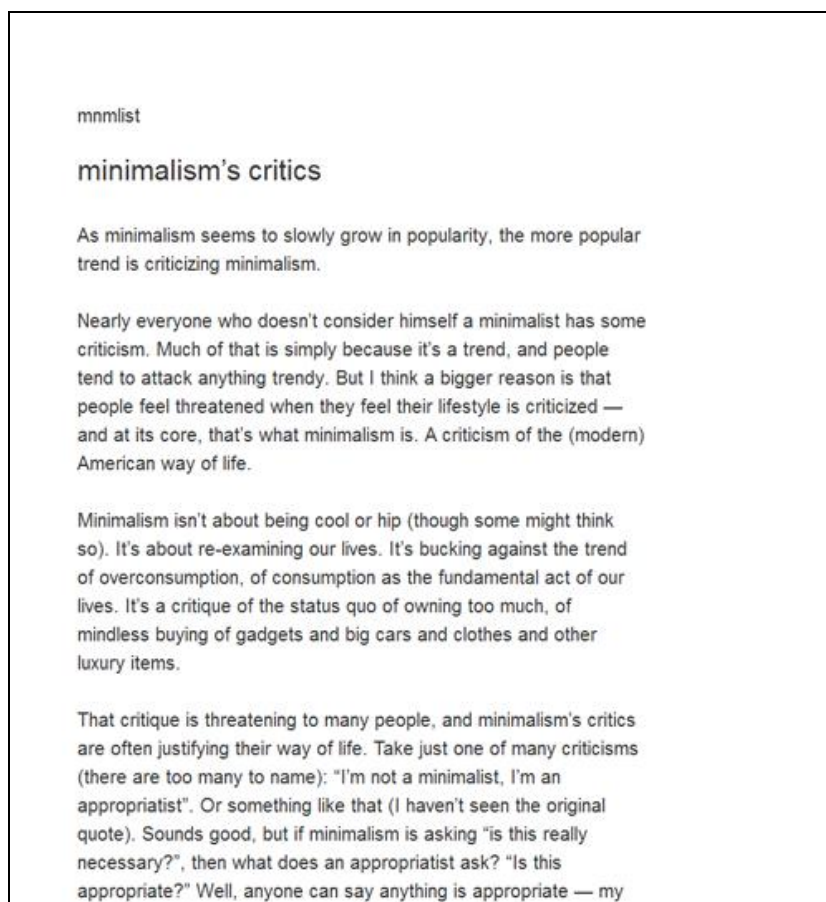 mnmlist
minimalism's critics
As minimalism seems to slowly grow in popularity, the more popular
trend is criticizing minimalism.
Nearly everyone who doesn't consider himself a minimalist has some
criticism. Much of that is simply because it's a trend, and people
tend to attack anything trendy. But I think a bigger reason is that
people feel threatened when they feel their lifestyle is criticized —
and at its core, that's what minimalism is. A criticism of the (modern)
American way of life.
Minimalism isn't about being cool or hip (though some might think
so). It's about re-examining our lives. It's bucking against the trend
of overconsumption, of consumption as the fundamental act of our
lives. It's a critique of the status quo of owning too much, of
mindless buying of gadgets and big cars and clothes and other
luxury items.
That critique is threatening to many people, and minimalism's critics
are often justifying their way of life. Take just one of many criticisms
(there are too many to name): “I'm not a minimalist, I'm an
appropriatist”. Or something like that (I haven't seen the original
quote). Sounds good, but if minimalism is asking “is this really
necessary?”, then what does an appropriatist ask? “Is this
appropriate?” Well, anyone can say anything is appropriate — my